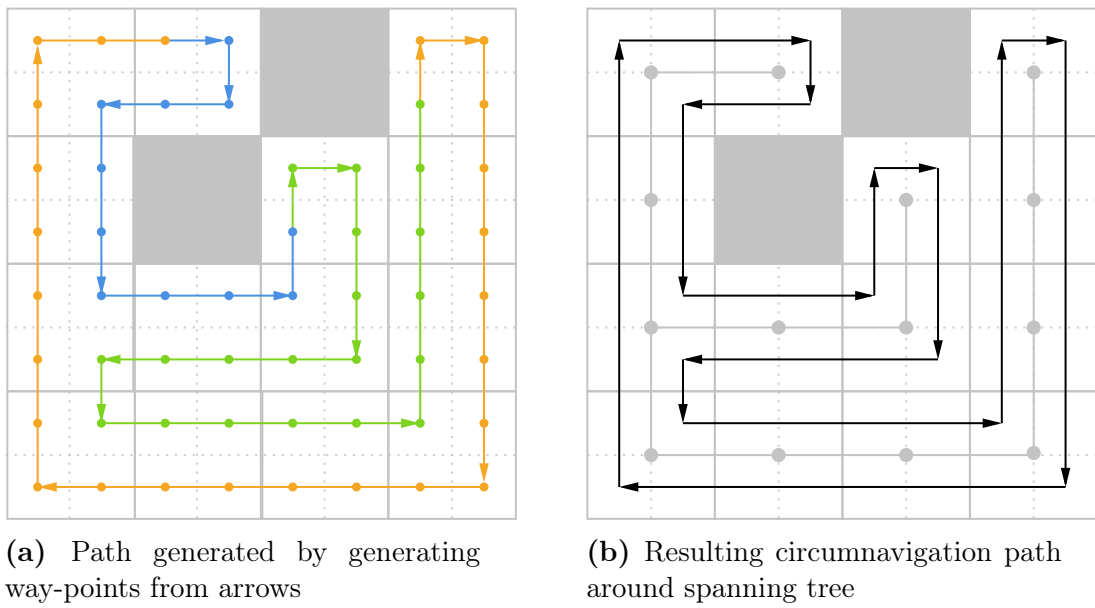 (a) Path generated by generating
way-points from arrows
(b) Resulting circumnavigation path
around spanning tree